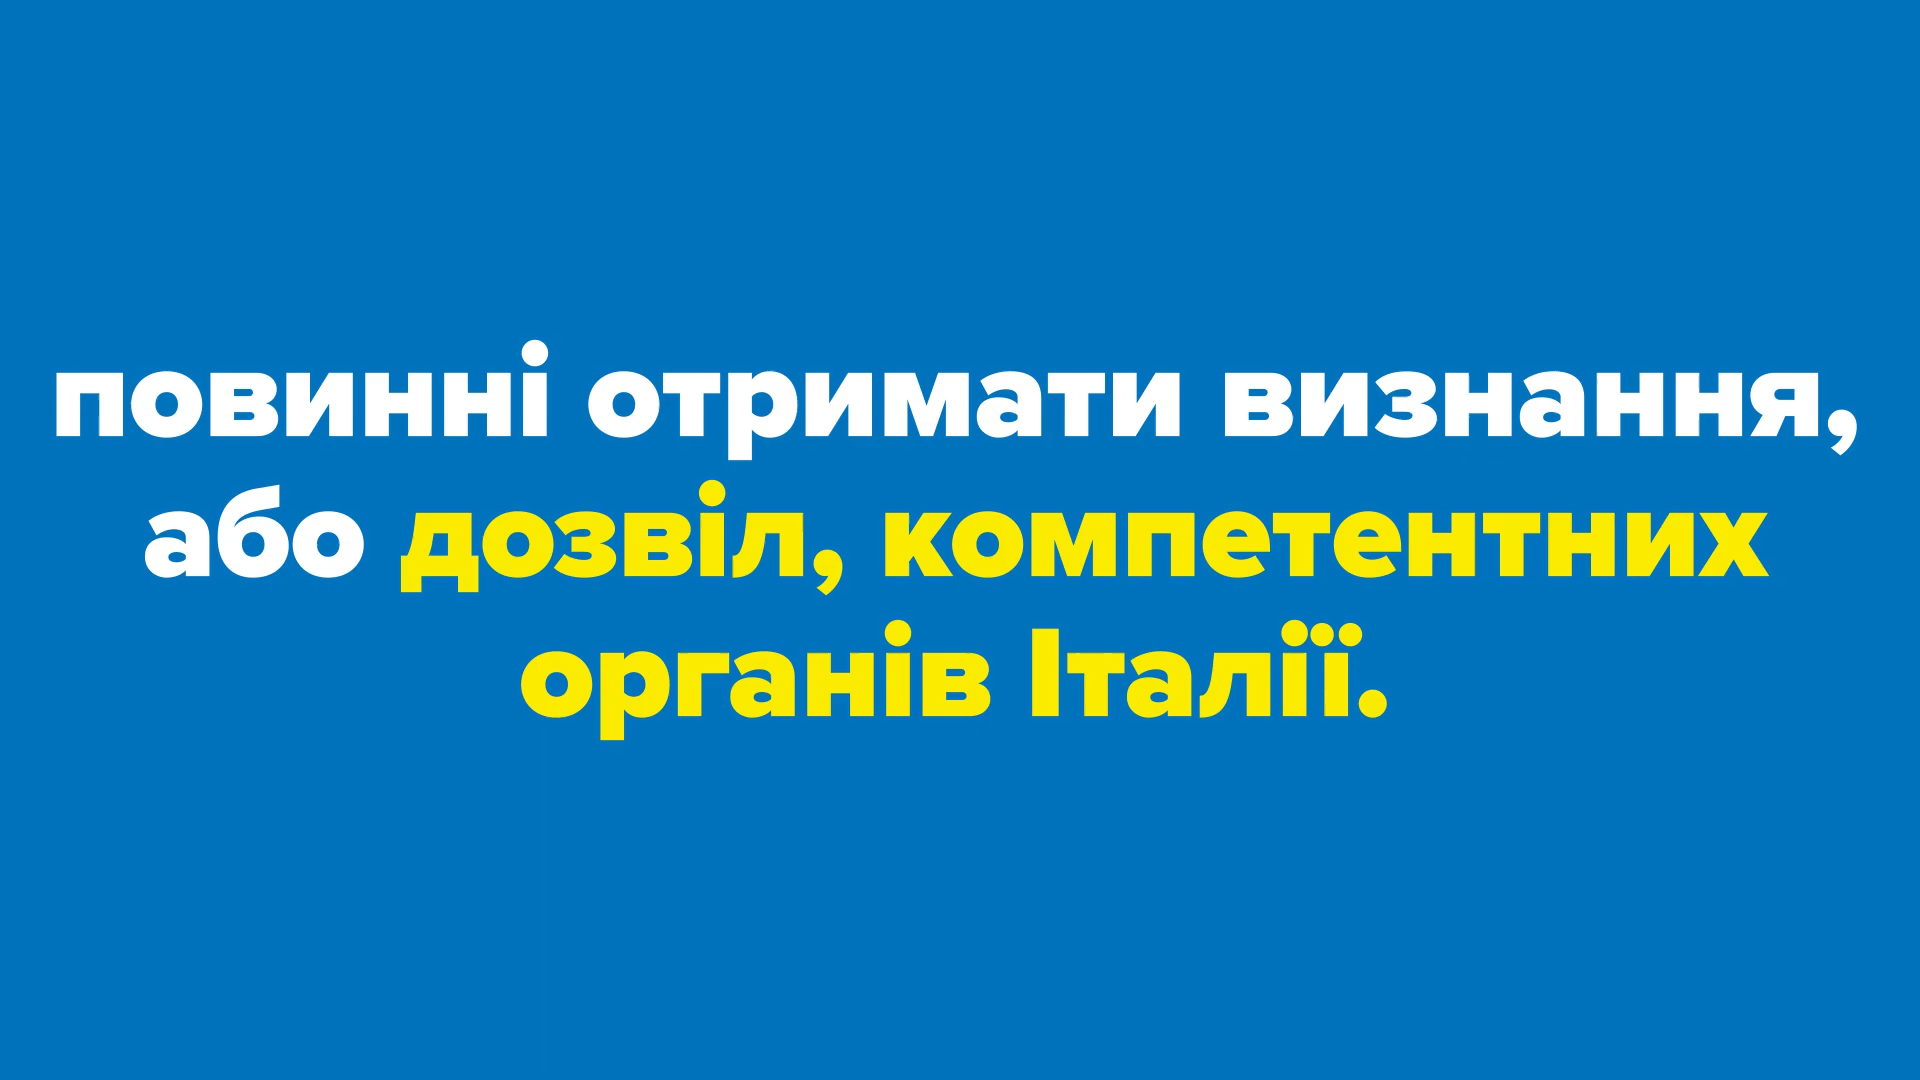 повинні отримати визнання,
або дозвіл, компетентних
органів Італії.